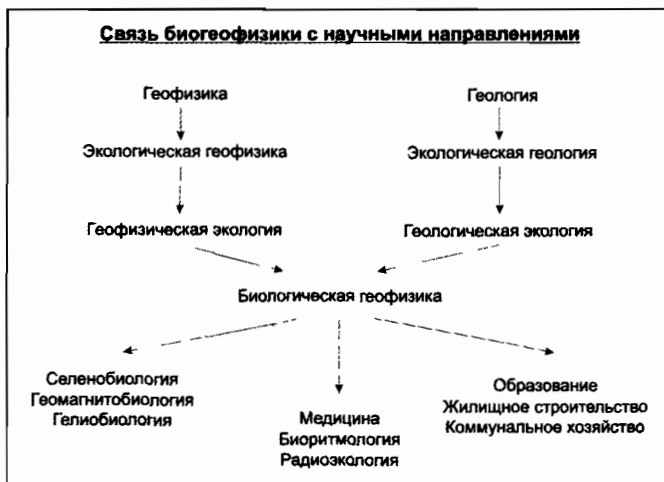 Связь биогеофизики с научными направлениями
Геофизика
Геология
Экологическая геофизика
Экологическая геология
Геофизическая экология
Геологическая экология
Биологическая геофизика
Селенобиология
Геомагнитобиология
Гелиобиология
Медицина
Биоритмология
Радиоэкология
Образование
Жилищное строительство
Коммунальное хозяйство